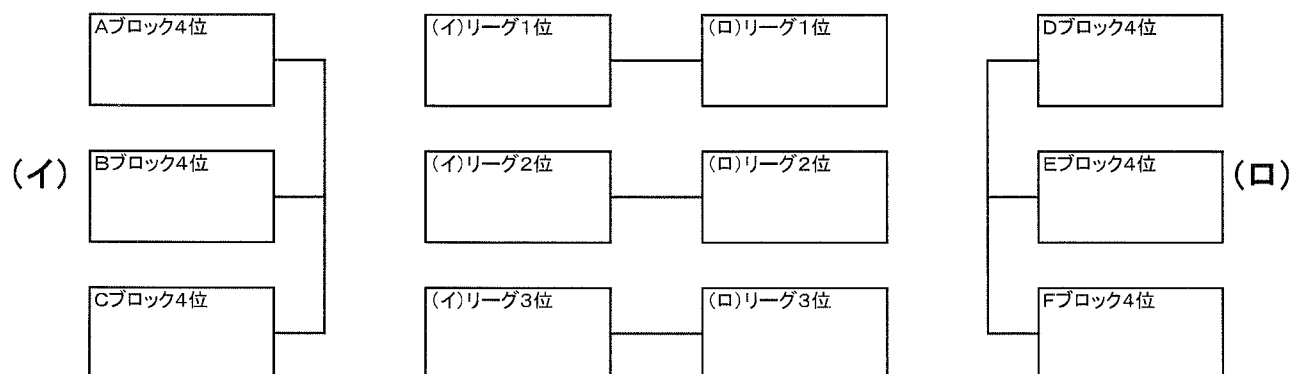 Aブロック4位
(イ)リーグ1位
(ロ)リーグ1位
Dブロック4位
(イ)
Bブロック4位
(イ)リーグ2位
(ロ)リーグ2位
Eブロック4位
(ロ)
Cブロック4位
(イ)リーグ3位
(ロ)リーグ3位
Fブロック4位